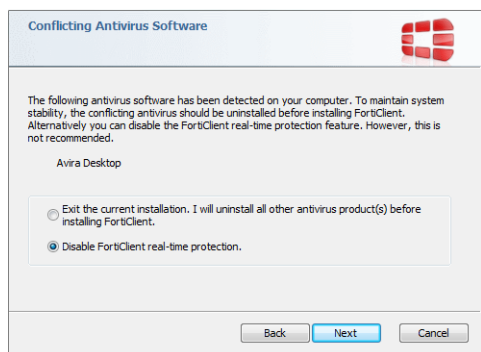 Conflicting Antivirus Software
The following antivirus software has been detected on your computer. To maintain system
stability, the conflicting antivirus should be uninstalled before installing FortiClient.
Alternatively you can disable the FortiClient real-time protection feature. However, this is
not recommended.
Avira Desktop
Exit the current installation. I will uninstall all other antivirus product(s) before
installing FortiClient.
Disable FortiClient real-time protection.
Back Next Cancel